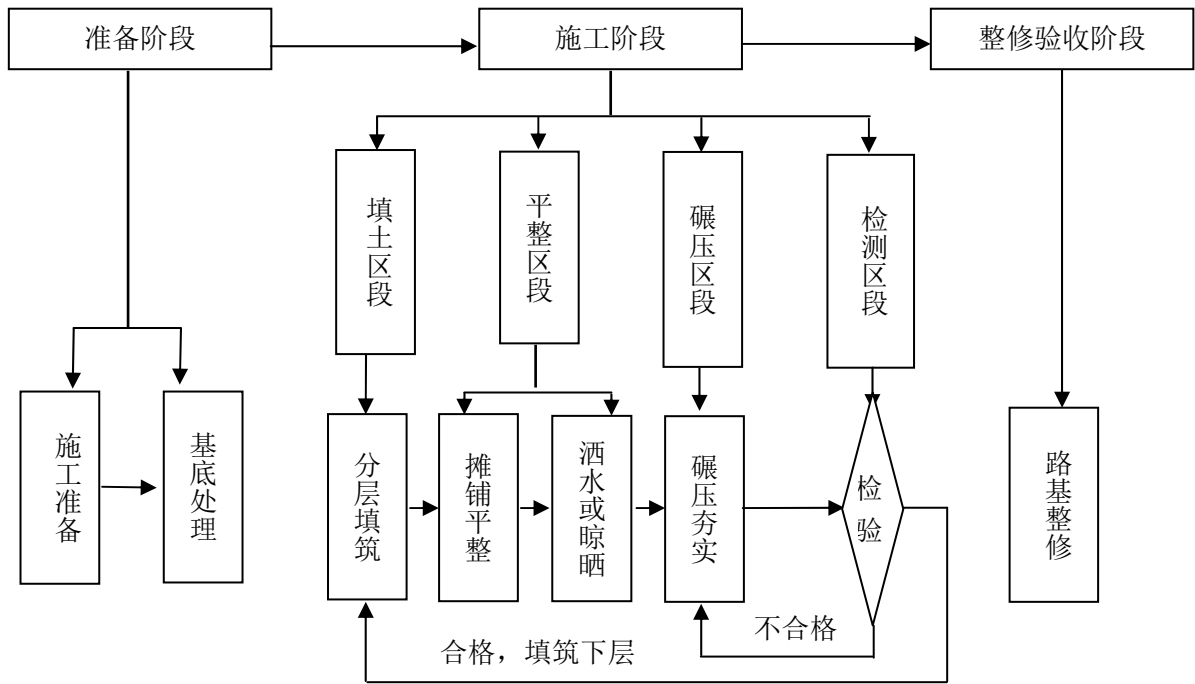 准备阶段
施工阶段
整修验收阶段
填土区段
平整区段
碾压区段
检测区段
施工准备
基底处理
分层填筑
摊铺平整
洒水或晾晒
碾压夯实
检验
路基整修
不合格
合格，填筑下层